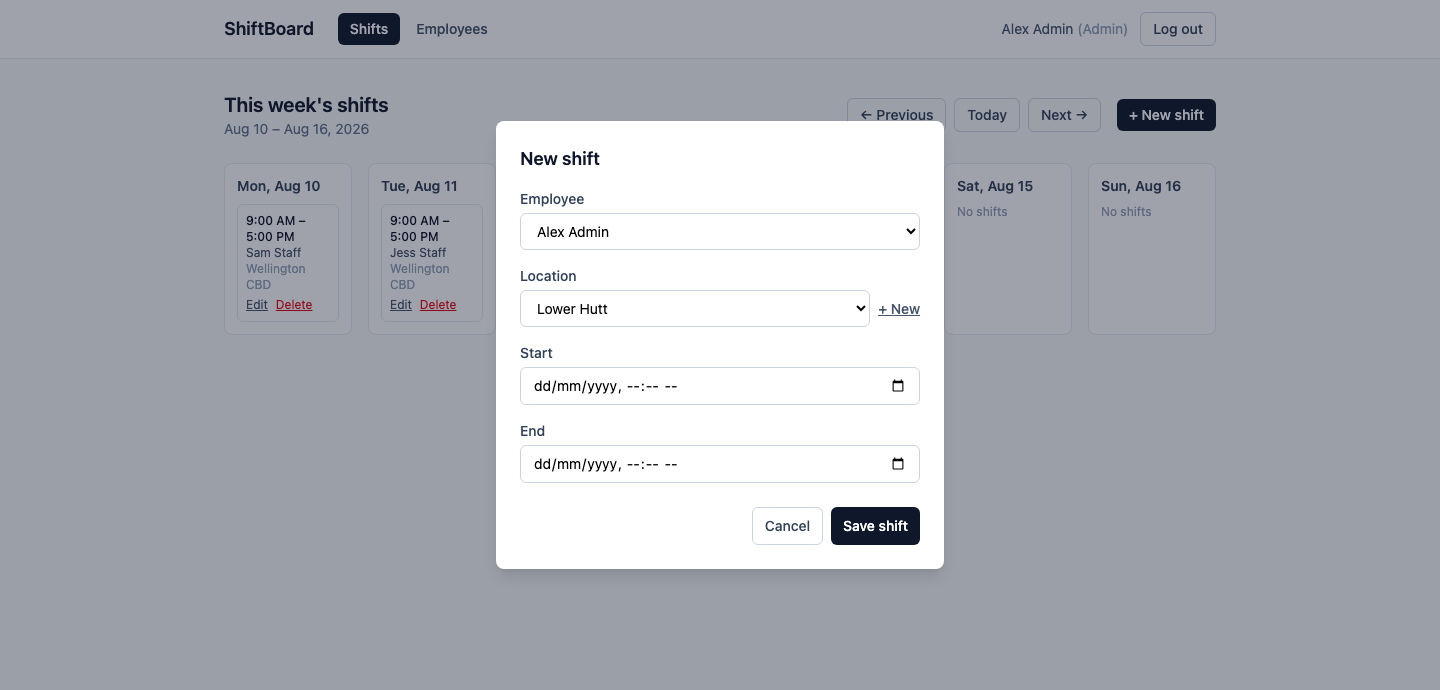 ShiftBoard Shifts Employees Alex Admin (Admin) Log out
This week's shifts
Aug 10 – Aug 16, 2026
← Previous Today Next → + New shift
Mon, Aug 10
9:00 AM –
5:00 PM
Sam Staff
Wellington
CBD
Edit Delete
Tue, Aug 11
9:00 AM –
5:00 PM
Jess Staff
Wellington
CBD
Edit Delete
New shift
Employee
Alex Admin
Location
Lower Hutt + New
Start
dd/mm/yyyy, --:-- --
End
dd/mm/yyyy, --:-- --
Cancel Save shift
Sat, Aug 15
No shifts
Sun, Aug 16
No shifts